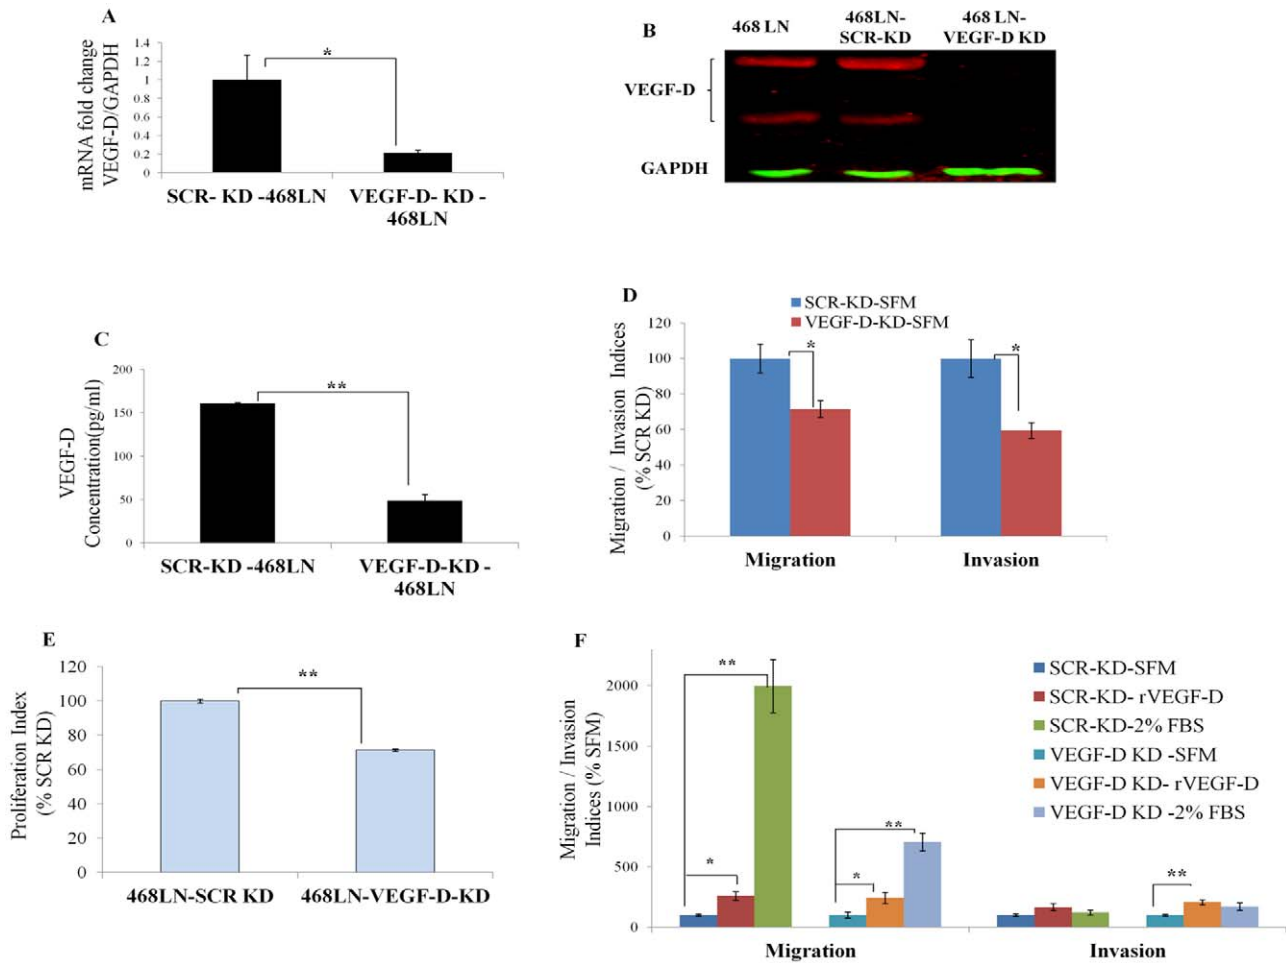 A
mRNA fold change
VEGF-D/GAPDH
1.4
1.2
1
0.8
0.6
0.4
0.2
0
*
SCR- KD -468LN
VEGF-D- KD -
468LN
B
468 LN
468LN-
SCR-KD
468 LN-
VEGF-D KD
VEGF-D
GAPDH
C
VEGF-D
Concentration(pg/ml)
200
150
100
50
0
**
SCR-KD -468LN
VEGF-D-KD -
468LN
D
SCR-KD-SFM
VEGF-D-KD-SFM
Migration / Invasion Indices
(% SCR KD)
120
100
80
60
40
20
0
*
*
Migration
Invasion
E
Proliferation Index
(% SCR KD)
120
100
80
60
40
20
0
**
468LN-SCR KD
468LN-VEGF-D-KD
F
Migration / Invasion
Indices (% SFM)
2000
1500
1000
500
0
**
*
**
*
**
SCR-KD-SFM
SCR-KD- rVEGF-D
SCR-KD-2% FBS
VEGF-D KD -SFM
VEGF-D KD- rVEGF-D
VEGF-D KD -2% FBS
Migration
Invasion